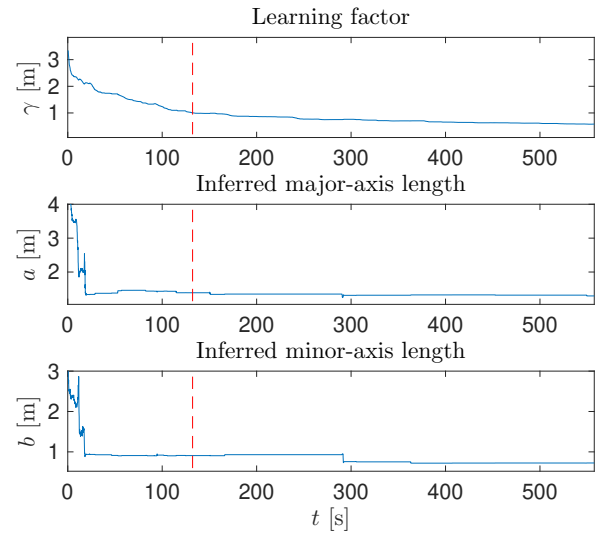 Learning factor
3
2
1
γ [m]
0 100 200 300 400 500
Inferred major-axis length
4
3
2
a [m]
0 100 200 300 400 500
Inferred minor-axis length
3
2
1
b [m]
0 100 200 300 400 500
t [s]